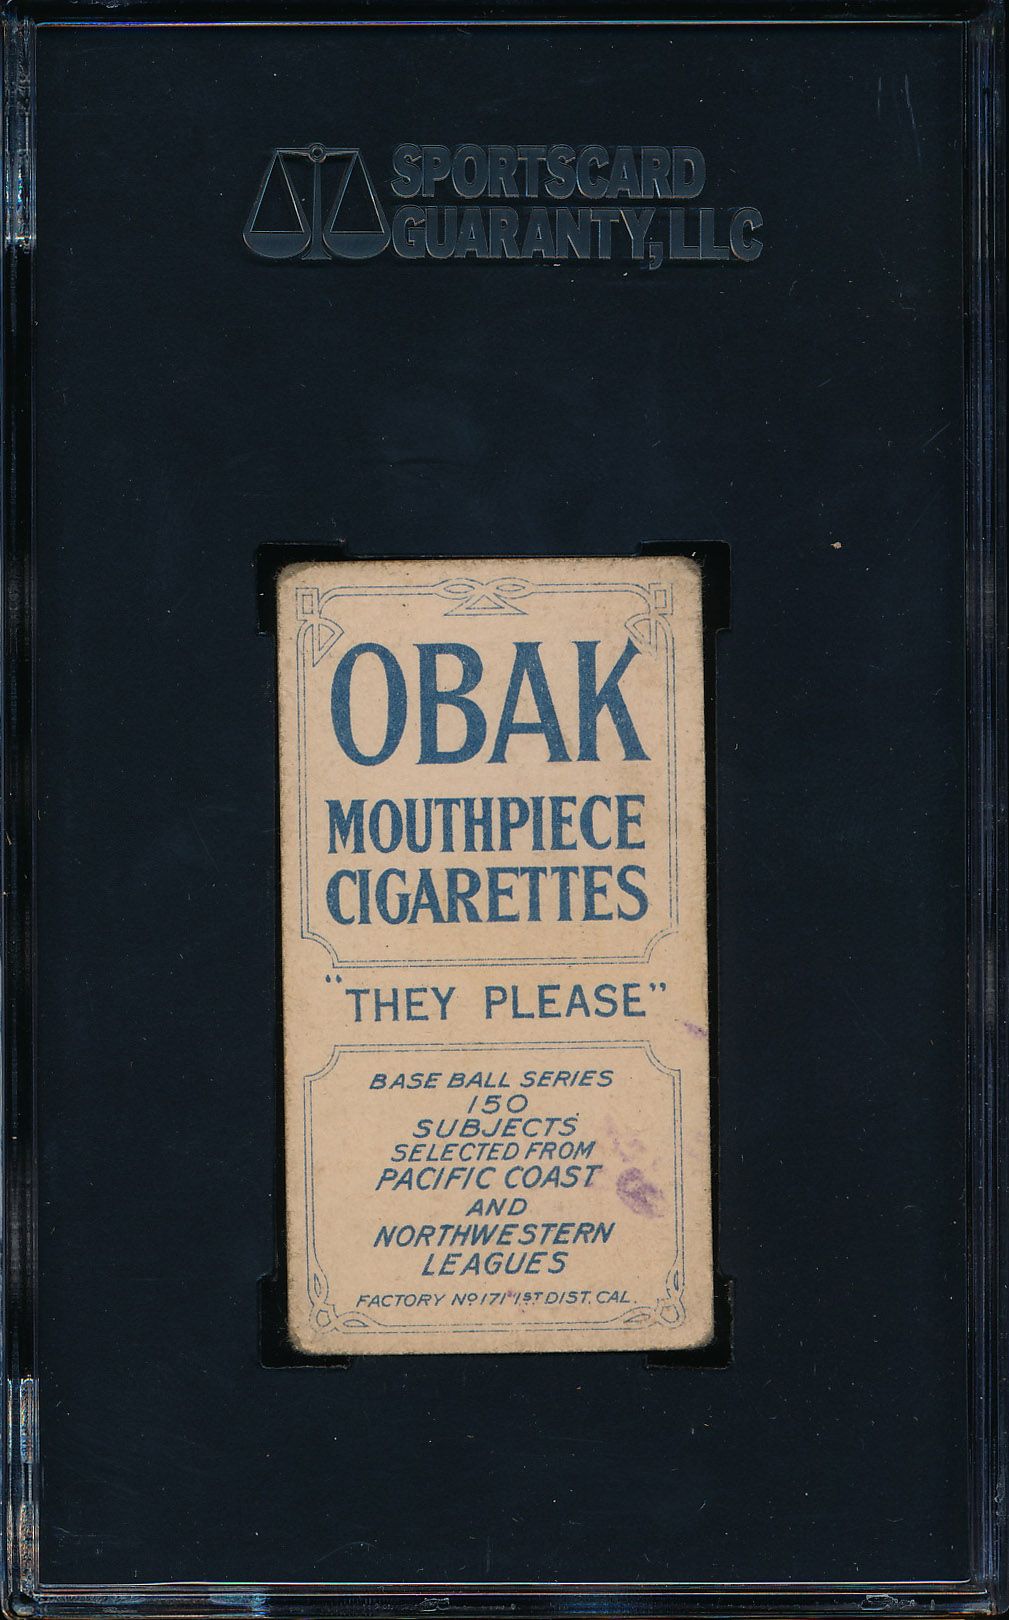 SPORTSCARD
GUARANTY, LLC
OBAK
MOUTHPIECE
CIGARETTES
"THEY PLEASE"
BASE BALL SERIES
150
SUBJECTS
SELECTED FROM
PACIFIC COAST
AND
NORTHWESTERN
LEAGUES
FACTORY Nº 171 1ST DIST. CAL.